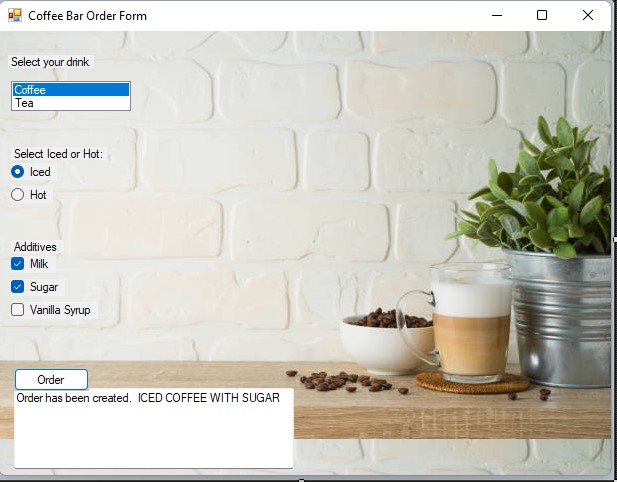 Coffee Bar Order Form
Select your drink
Coffee
Tea
Select Iced or Hot:
Iced
Hot
Additives
Milk
Sugar
Vanilla Syrup
Order
Order has been created.  ICED COFFEE WITH SUGAR